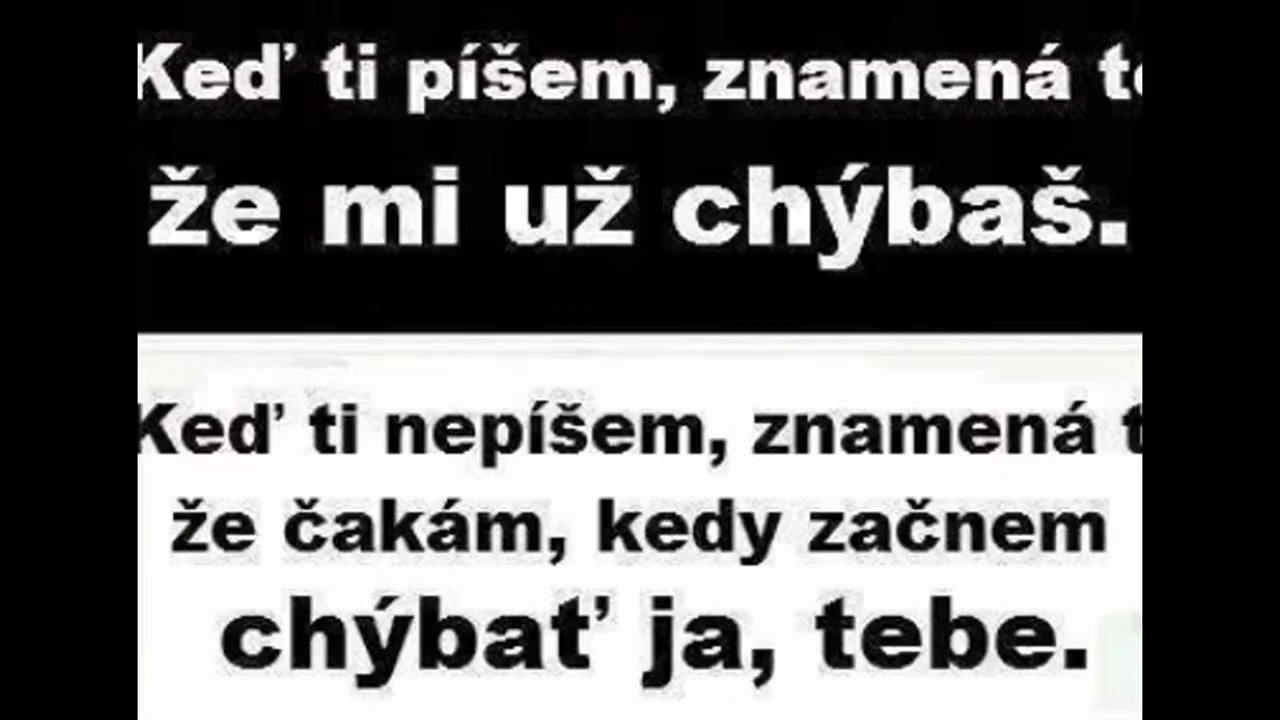 Keď ti píšem, znamená to
že mi už chýbaš.
Keď ti nepíšem, znamená t
že čakám, kedy začnem
chýbať ja, tebe.